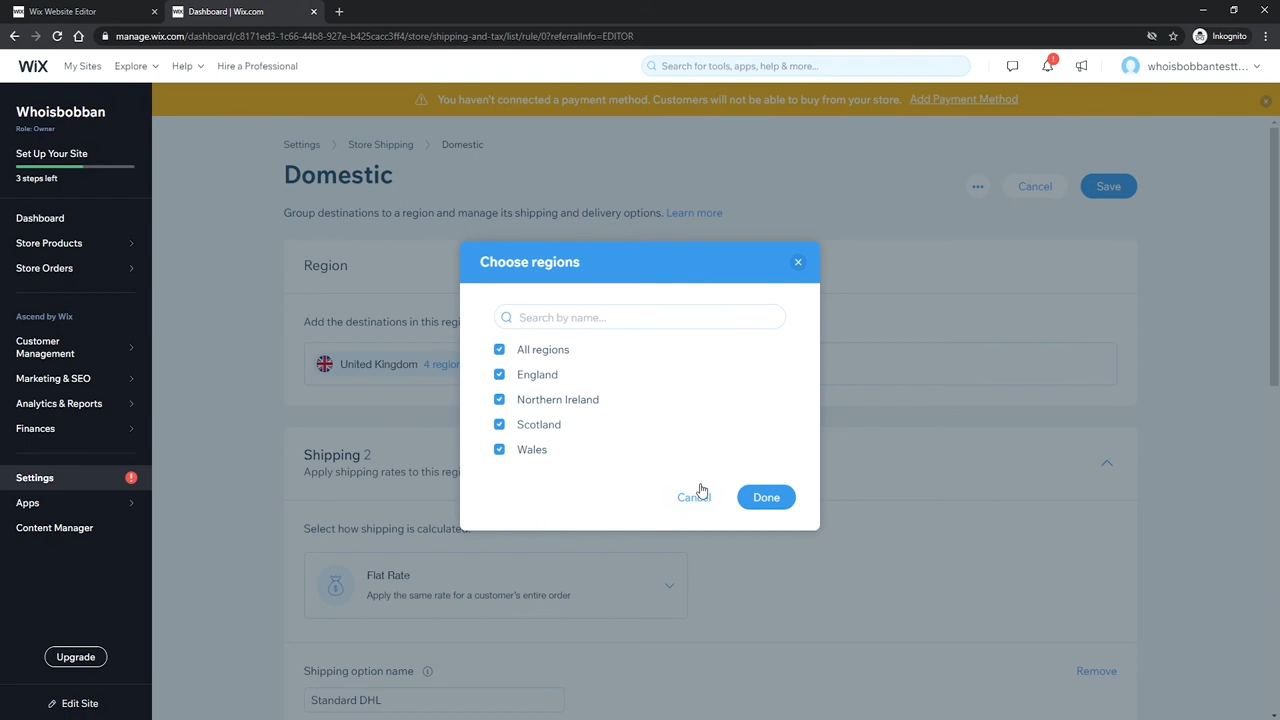 Wix Website Editor
Dashboard | Wix.com
manage.wix.com/dashboard/c8171ed3-1c66-44b8-927e-b425cacc3ff4/store/shipping-and-tax/list/rule/0?referralInfo=EDITOR
Incognito
WiX
My Sites
Explore
Help
Hire a Professional
Search for tools, apps, help & more...
!
whoisbobbantestt...
You haven't connected a payment method. Customers will not be able to buy from your store. Add Payment Method
Whoisbobban
Role: Owner
Set Up Your Site
3 steps left
Dashboard
Store Products
Store Orders
Ascend by Wix
Customer
Management
Marketing & SEO
Analytics & Reports
Finances
Settings
!
Apps
Content Manager
Upgrade
Edit Site
Settings
Store Shipping
Domestic
Domestic
Cancel
Save
Group destinations to a region and manage its shipping and delivery options. Learn more
Region
Add the destinations in this regi
United Kingdom 4 region
Shipping 2
Apply shipping rates to this regi
Select how shipping is calculated.
Flat Rate
Apply the same rate for a customer's entire order
Shipping option name
Remove
Standard DHL
Choose regions
Search by name...
All regions
England
Northern Ireland
Scotland
Wales
Cancel
Done